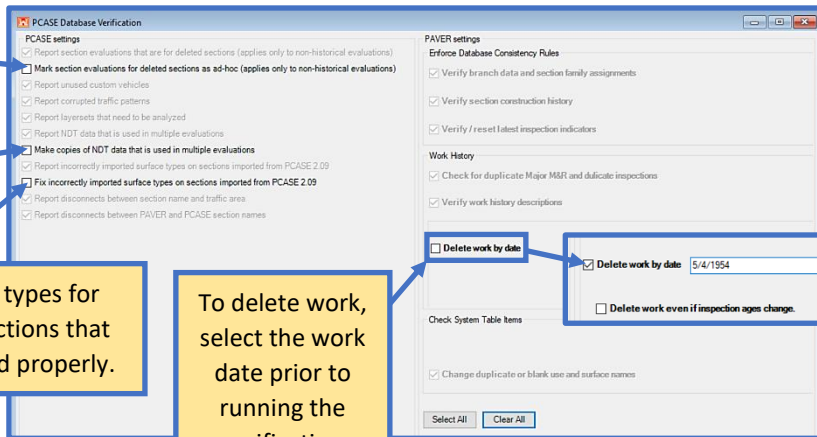 PCASE Database Verification
PCASE settings
Report section evaluations that are for deleted sections (applies only to non-historical evaluations)
Mark section evaluations for deleted sections as ad-hoc (applies only to non-historical evaluations)
Report unused custom vehicles
Report corrupted traffic patterns
Report layersets that need to be analyzed
Report NDT data that is used in multiple evaluations
Make copies of NDT data that is used in multiple evaluations
Report incorrectly imported surface types on sections imported from PCASE 2.09
Fix incorrectly imported surface types on sections imported from PCASE 2.09
Report disconnects between section name and traffic area
Report disconnects between PAVER and PCASE section names
PAVER settings
Enforce Database Consistency Rules
Verify branch data and section family assignments
Verify section construction history
Verify / reset latest inspection indicators
Work History
Check for duplicate Major M&R and dulicate inspections
Verify work history descriptions
Delete work by date
Delete work by date 5/4/1954
Delete work even if inspection ages change.
Check System Table Items
Change duplicate or blank use and surface names
Select All Clear All
types for
ctions that
d properly.
To delete work,
select the work
date prior to
running the